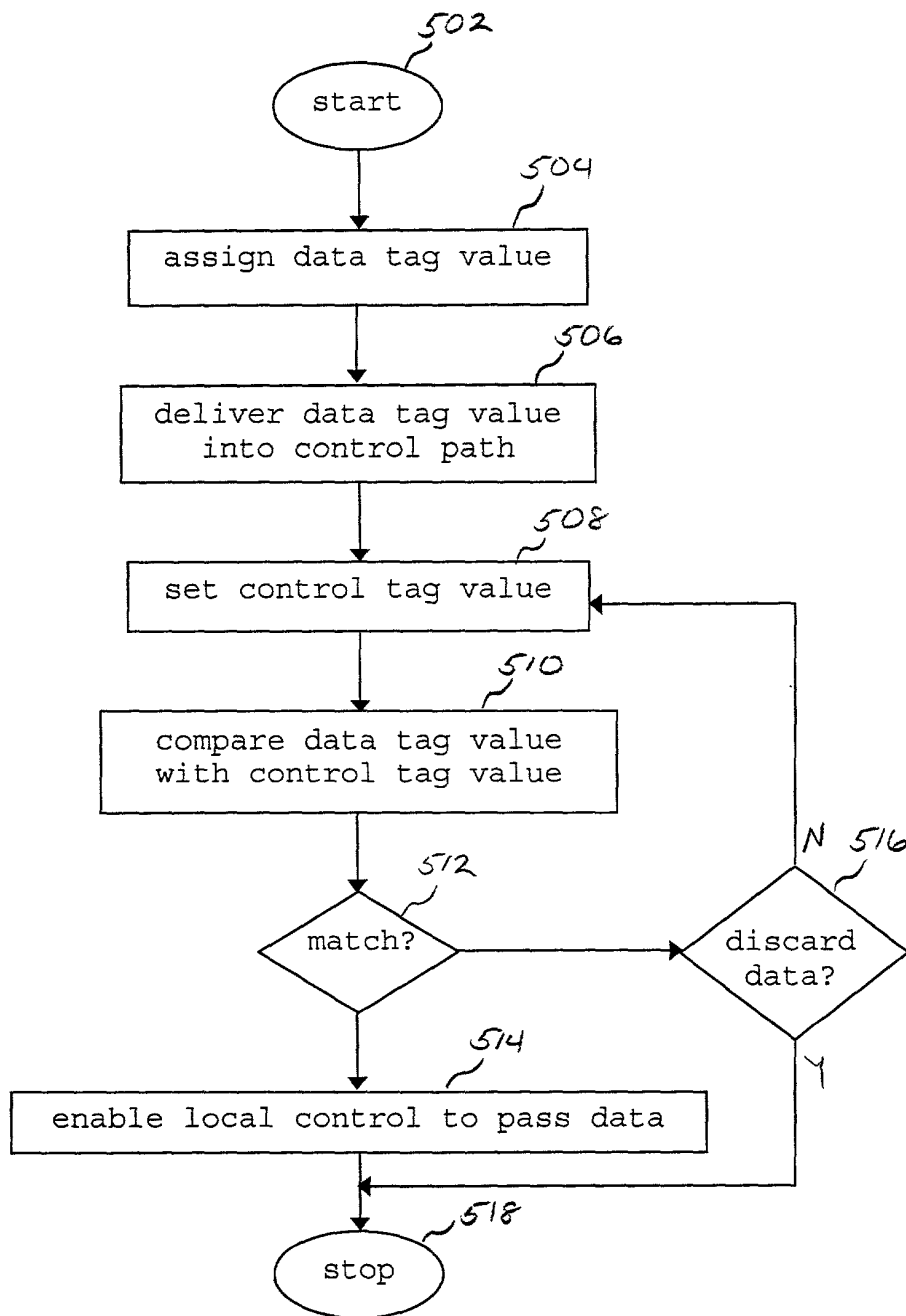 502
start
504
assign data tag value
506
deliver data tag value
into control path
508
set control tag value
510
compare data tag value
with control tag value
512
match?
N
516
discard
data?
Y
514
enable local control to pass data
518
stop